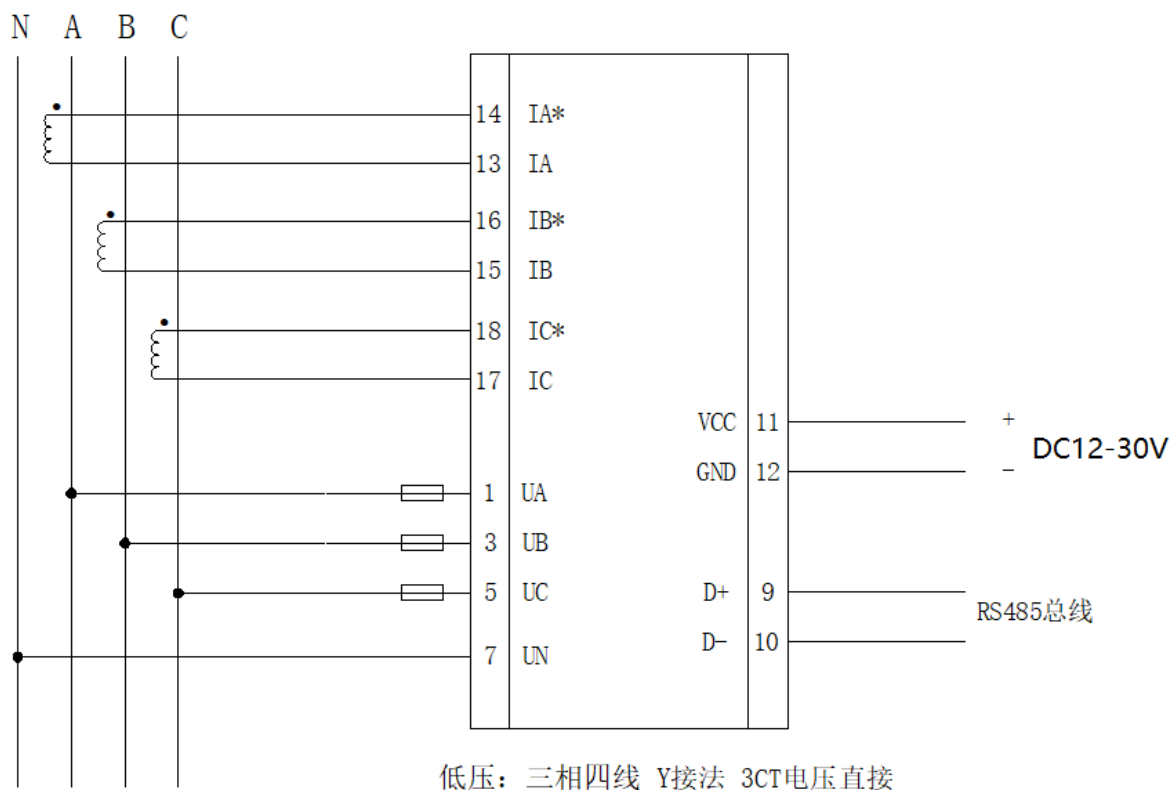 N A B C
14 IA*
13 IA
16 IB*
15 IB
18 IC*
17 IC
VCC 11 +
DC12-30V
GND 12 −
1 UA
3 UB
5 UC
D+ 9
RS485总线
D- 10
7 UN
低压: 三相四线 Y接法 3CT电压直接